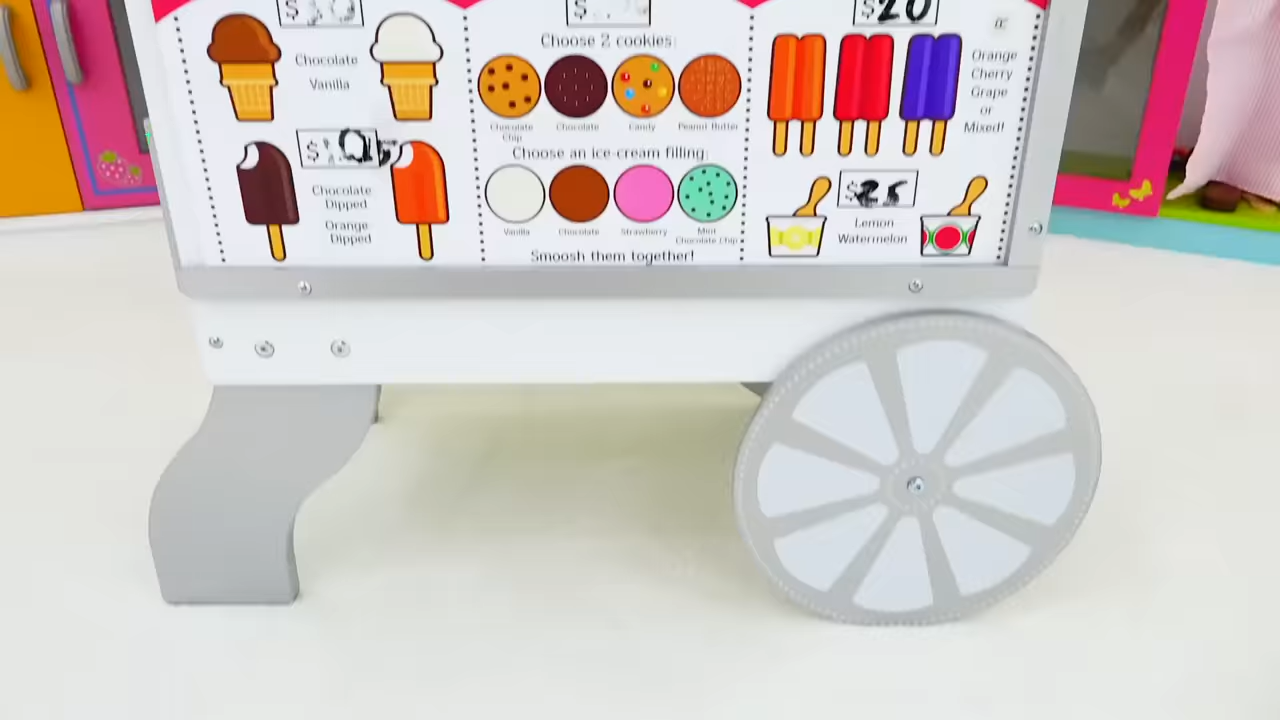 Chocolate
Vanilla
Chocolate
Dipped
Orange
Dipped
Choose 2 cookies:
Chocolate
Chip
Chocolate
Candy
Peanut Butter
Choose an ice-cream filling:
Vanilla
Chocolate
Strawberry
Mint
Chocolate Chip
Smoosh them together!
$20
Orange
Cherry
Grape
or
Mixed!
$25
Lemon
Watermelon